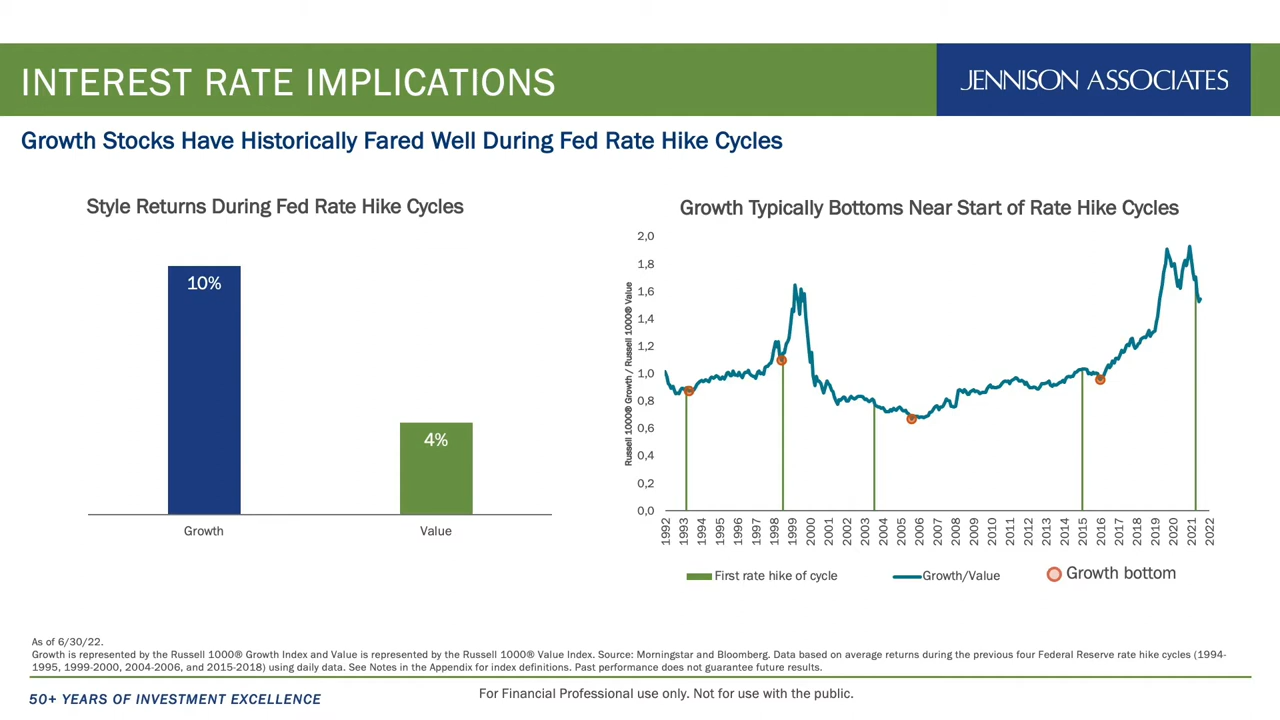 INTEREST RATE IMPLICATIONS
JENNISON ASSOCIATES
Growth Stocks Have Historically Fared Well During Fed Rate Hike Cycles
Style Returns During Fed Rate Hike Cycles
10%
4%
Growth
Value
Growth Typically Bottoms Near Start of Rate Hike Cycles
Russell 1000® Growth / Russell 1000® Value
2,0
1,8
1,6
1,4
1,2
1,0
0,8
0,6
0,4
0,2
0,0
1992
1993
1994
1995
1996
1997
1998
1999
2000
2001
2002
2003
2004
2005
2006
2007
2008
2009
2010
2011
2012
2013
2014
2015
2016
2017
2018
2019
2020
2021
2022
First rate hike of cycle
Growth/Value
Growth bottom
As of 6/30/22.
Growth is represented by the Russell 1000® Growth Index and Value is represented by the Russell 1000® Value Index. Source: Morningstar and Bloomberg. Data based on average returns during the previous four Federal Reserve rate hike cycles (1994-
1995, 1999-2000, 2004-2006, and 2015-2018) using daily data. See Notes in the Appendix for index definitions. Past performance does not guarantee future results.
50+ YEARS OF INVESTMENT EXCELLENCE
For Financial Professional use only. Not for use with the public.